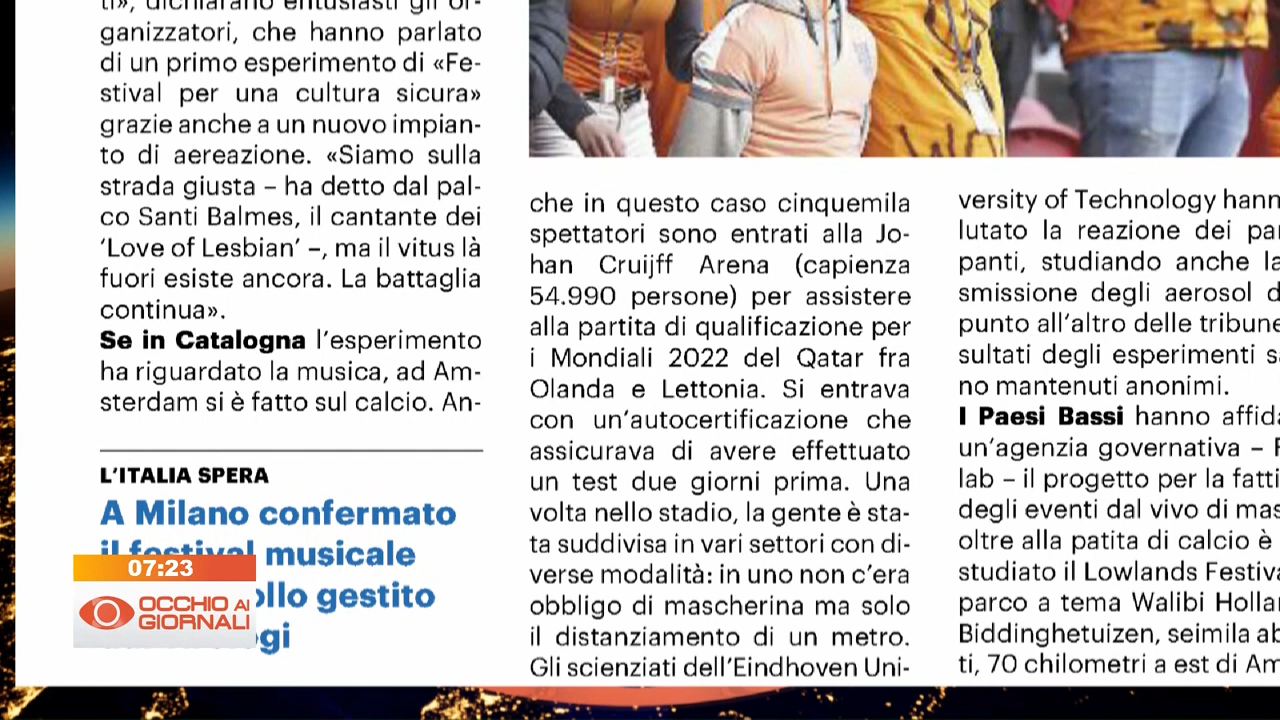 ti», dichiarano entusiasti gli or-
ganizzatori, che hanno parlato
di un primo esperimento di «Fe-
stival per una cultura sicura»
grazie anche a un nuovo impian-
to di aereazione. «Siamo sulla
strada giusta – ha detto dal pal-
co Santi Balmes, il cantante dei
‘Love of Lesbian’ –, ma il vitus là
fuori esiste ancora. La battaglia
continua».
Se in Catalogna l’esperimento
ha riguardato la musica, ad Am-
sterdam si è fatto sul calcio. An-
L’ITALIA SPERA
A Milano confermato
il festival musicale
ollo gestito
gi
07:23
OCCHIO AI
GIORNALI
che in questo caso cinquemila
spettatori sono entrati alla Jo-
han Cruijff Arena (capienza
54.990 persone) per assistere
alla partita di qualificazione per
i Mondiali 2022 del Qatar fra
Olanda e Lettonia. Si entrava
con un’autocertificazione che
assicurava di avere effettuato
un test due giorni prima. Una
volta nello stadio, la gente è sta-
ta suddivisa in vari settori con di-
verse modalità: in uno non c’era
obbligo di mascherina ma solo
il distanziamento di un metro.
Gli scienziati dell’Eindhoven Uni-
versity of Technology hann
lutato la reazione dei par
panti, studiando anche la
smissione degli aerosol d
punto all’altro delle tribune
sultati degli esperimenti sa
no mantenuti anonimi.
I Paesi Bassi hanno affida
un’agenzia governativa – F
lab – il progetto per la fatti
degli eventi dal vivo di mas
oltre alla patita di calcio è
studiato il Lowlands Festiva
parco a tema Walibi Hollan
Biddinghetuizen, seimila ab
ti, 70 chilometri a est di Am